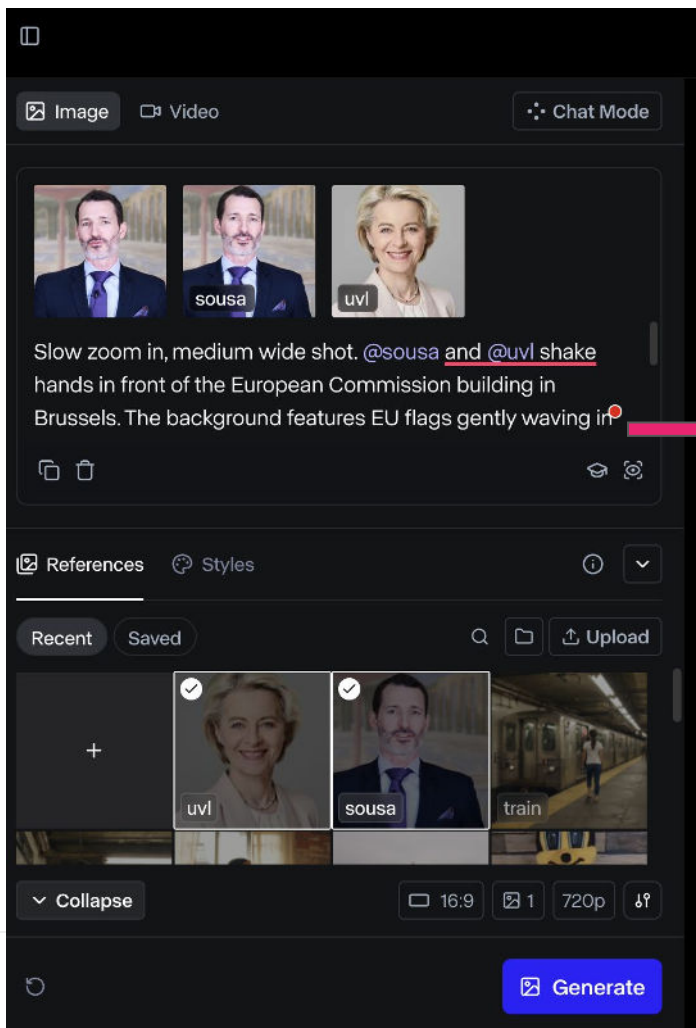 Image
Video
Chat Mode
sousa
uvl
Slow zoom in, medium wide shot. @sousa and @uvl shake
hands in front of the European Commission building in
Brussels. The background features EU flags gently waving in
References
Styles
Recent
Saved
Upload
uvl
sousa
train
Collapse
16:9
1
720p
Generate